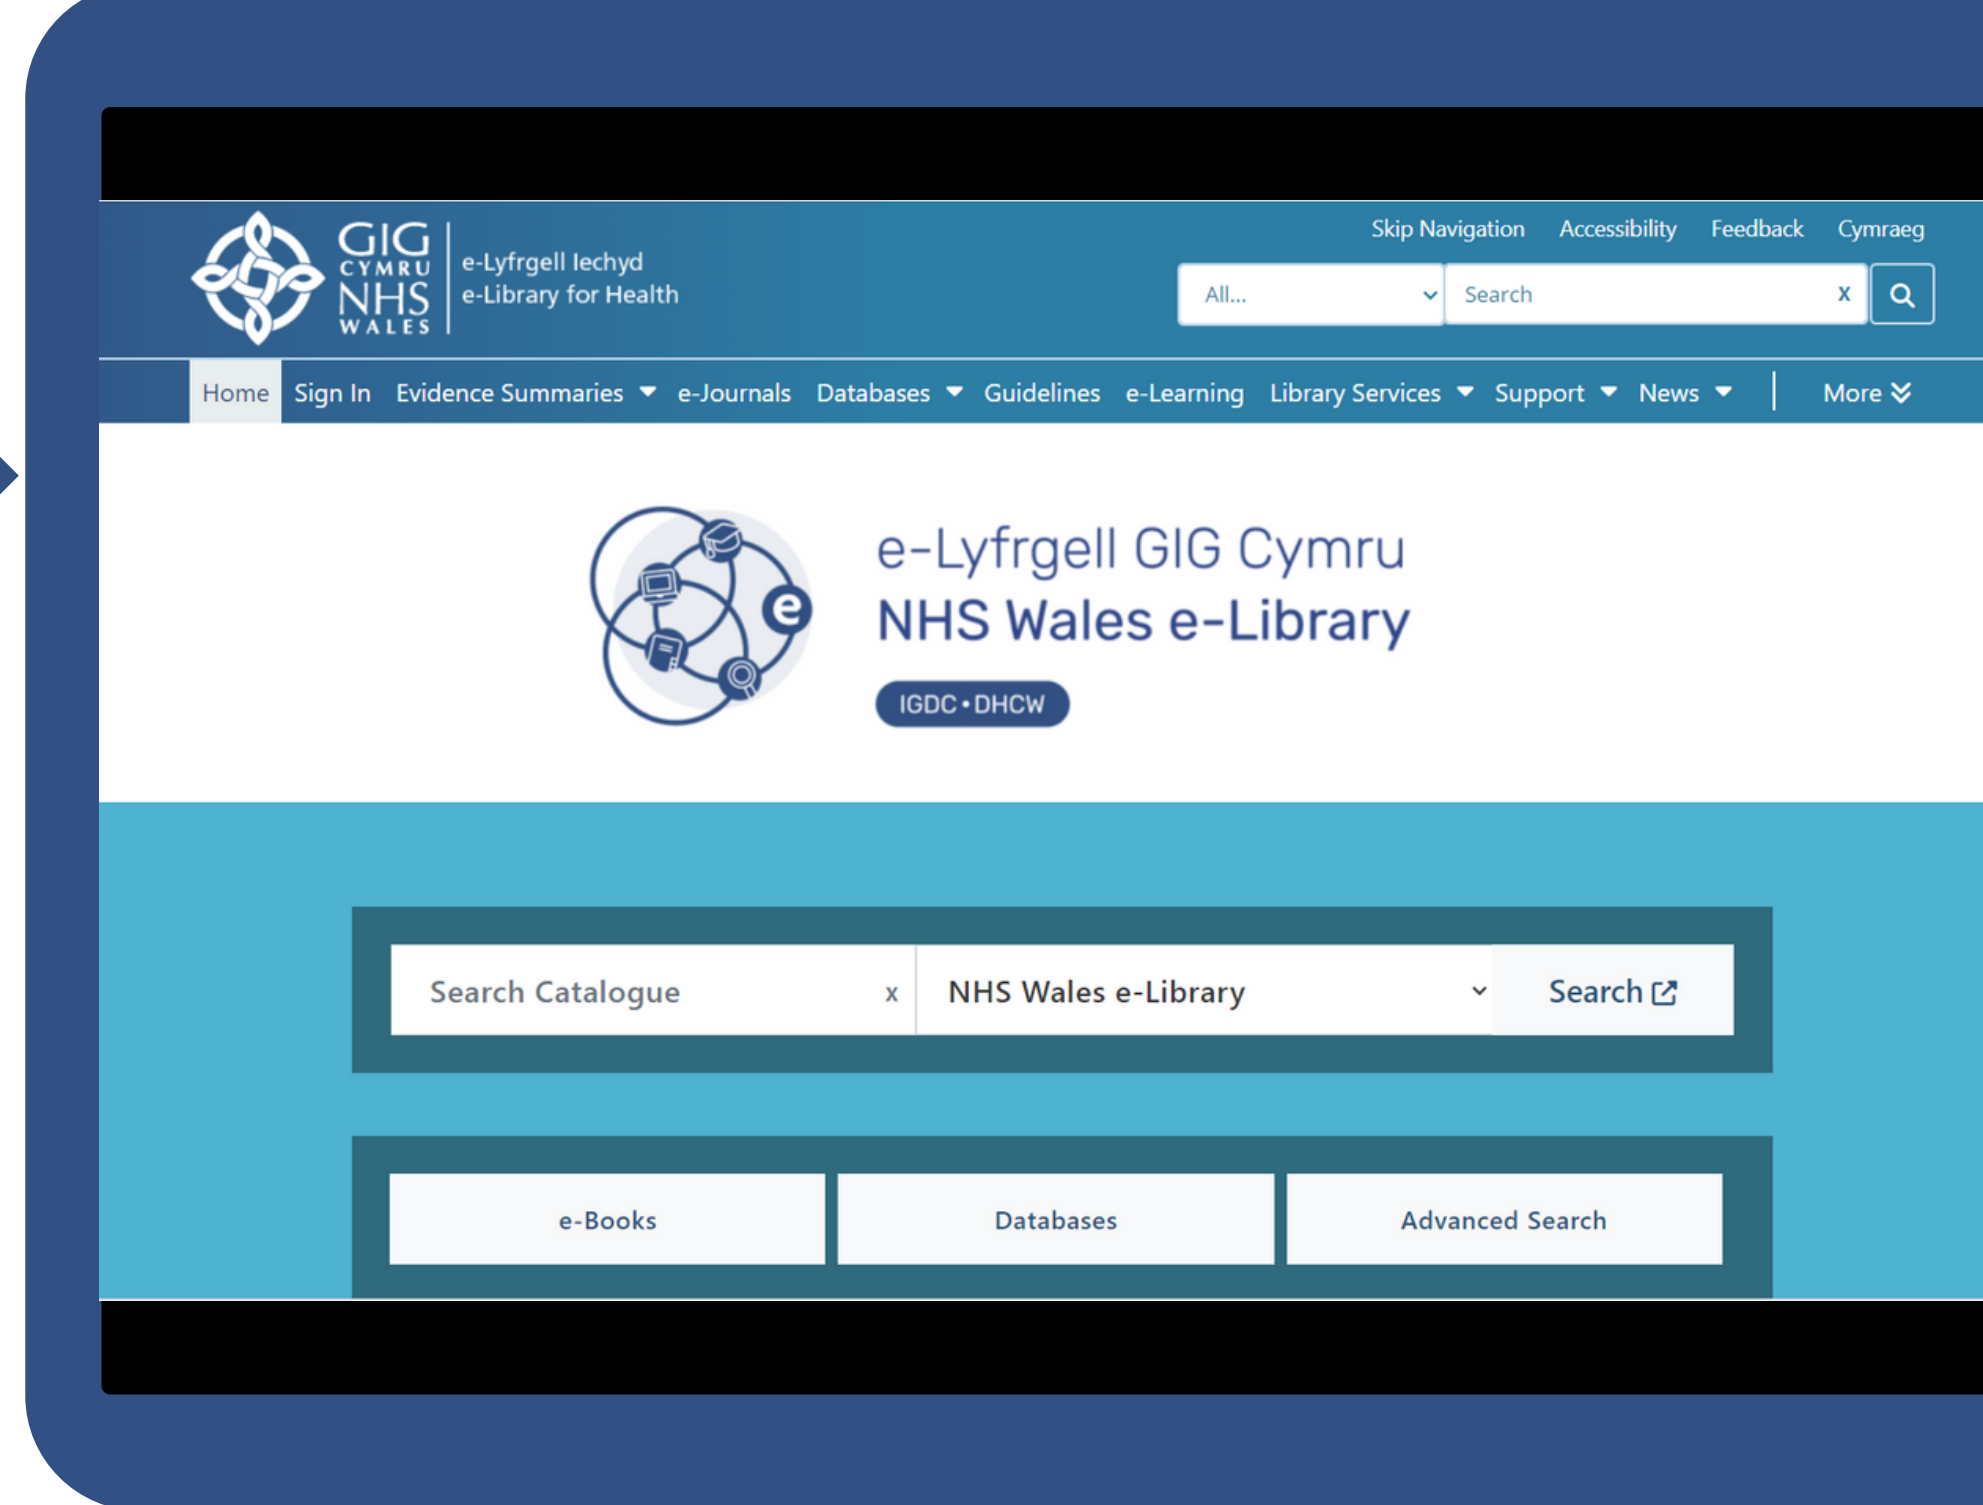 Skip Navigation Accessibility Feedback Cymraeg
GIG
CYMRU
NHS
WALES
e-Lyfrgell Iechyd
e-Library for Health
All... Search x
Home Sign In Evidence Summaries e-Journals Databases Guidelines e-Learning Library Services Support News More
e-Lyfrgell GIG Cymru
NHS Wales e-Library
e
IGDC • DHCW
Search Catalogue x NHS Wales e-Library Search
e-Books Databases Advanced Search